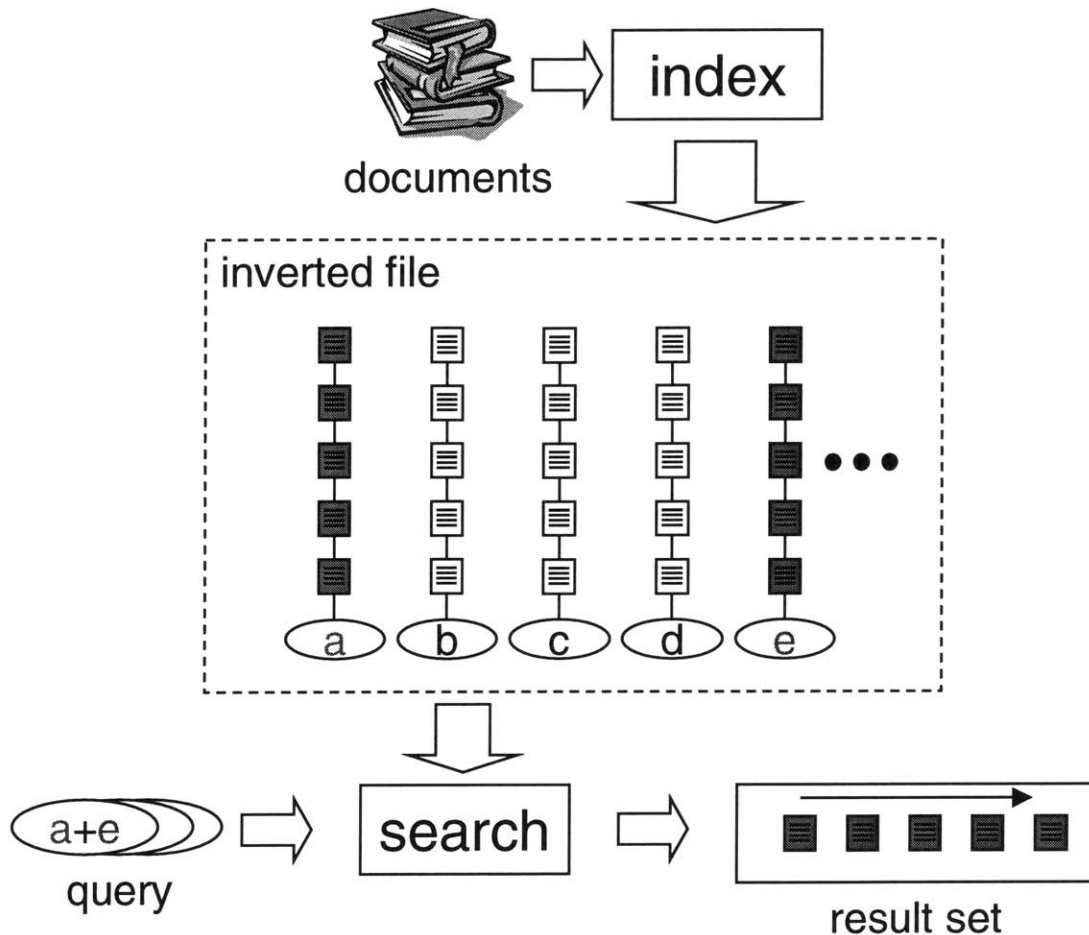 index
documents
inverted file
a b c d e
a+e
search
query
result set